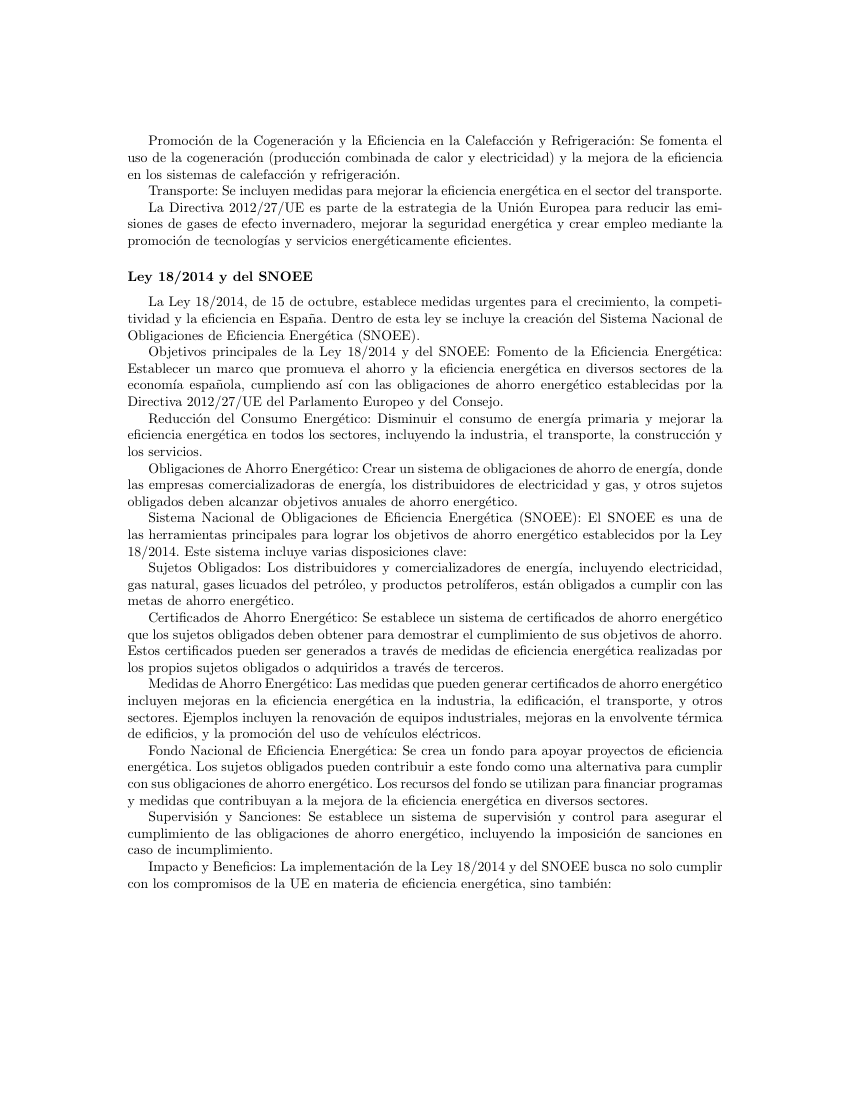 Promoción de la Cogeneración y la Eficiencia en la Calefacción y Refrigeración: Se fomenta el
uso de la cogeneración (producción combinada de calor y electricidad) y la mejora de la eficiencia
en los sistemas de calefacción y refrigeración.
Transporte: Se incluyen medidas para mejorar la eficiencia energética en el sector del transporte.
La Directiva 2012/27/UE es parte de la estrategia de la Unión Europea para reducir las emi-
siones de gases de efecto invernadero, mejorar la seguridad energética y crear empleo mediante la
promoción de tecnologías y servicios energéticamente eficientes.
Ley 18/2014 y del SNOEE
La Ley 18/2014, de 15 de octubre, establece medidas urgentes para el crecimiento, la competi-
tividad y la eficiencia en España. Dentro de esta ley se incluye la creación del Sistema Nacional de
Obligaciones de Eficiencia Energética (SNOEE).
Objetivos principales de la Ley 18/2014 y del SNOEE: Fomento de la Eficiencia Energética:
Establecer un marco que promueva el ahorro y la eficiencia energética en diversos sectores de la
economía española, cumpliendo así con las obligaciones de ahorro energético establecidas por la
Directiva 2012/27/UE del Parlamento Europeo y del Consejo.
Reducción del Consumo Energético: Disminuir el consumo de energía primaria y mejorar la
eficiencia energética en todos los sectores, incluyendo la industria, el transporte, la construcción y
los servicios.
Obligaciones de Ahorro Energético: Crear un sistema de obligaciones de ahorro de energía, donde
las empresas comercializadoras de energía, los distribuidores de electricidad y gas, y otros sujetos
obligados deben alcanzar objetivos anuales de ahorro energético.
Sistema Nacional de Obligaciones de Eficiencia Energética (SNOEE): El SNOEE es una de
las herramientas principales para lograr los objetivos de ahorro energético establecidos por la Ley
18/2014. Este sistema incluye varias disposiciones clave:
Sujetos Obligados: Los distribuidores y comercializadores de energía, incluyendo electricidad,
gas natural, gases licuados del petróleo, y productos petrolíferos, están obligados a cumplir con las
metas de ahorro energético.
Certificados de Ahorro Energético: Se establece un sistema de certificados de ahorro energético
que los sujetos obligados deben obtener para demostrar el cumplimiento de sus objetivos de ahorro.
Estos certificados pueden ser generados a través de medidas de eficiencia energética realizadas por
los propios sujetos obligados o adquiridos a través de terceros.
Medidas de Ahorro Energético: Las medidas que pueden generar certificados de ahorro energético
incluyen mejoras en la eficiencia energética en la industria, la edificación, el transporte, y otros
sectores. Ejemplos incluyen la renovación de equipos industriales, mejoras en la envolvente térmica
de edificios, y la promoción del uso de vehículos eléctricos.
Fondo Nacional de Eficiencia Energética: Se crea un fondo para apoyar proyectos de eficiencia
energética. Los sujetos obligados pueden contribuir a este fondo como una alternativa para cumplir
con sus obligaciones de ahorro energético. Los recursos del fondo se utilizan para financiar programas
y medidas que contribuyan a la mejora de la eficiencia energética en diversos sectores.
Supervisión y Sanciones: Se establece un sistema de supervisión y control para asegurar el
cumplimiento de las obligaciones de ahorro energético, incluyendo la imposición de sanciones en
caso de incumplimiento.
Impacto y Beneficios: La implementación de la Ley 18/2014 y del SNOEE busca no solo cumplir
con los compromisos de la UE en materia de eficiencia energética, sino también: